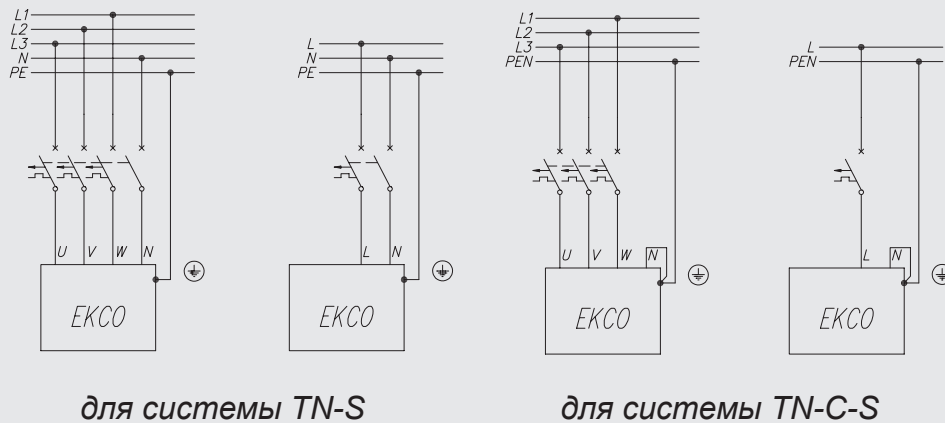 L1
L2
L3
N
PE
U V W N
EKCO
L
N
PE
L N
EKCO
для системы TN-S
L1
L2
L3
PEN
U V W N
EKCO
L
PEN
L N
EKCO
для системы TN-C-S